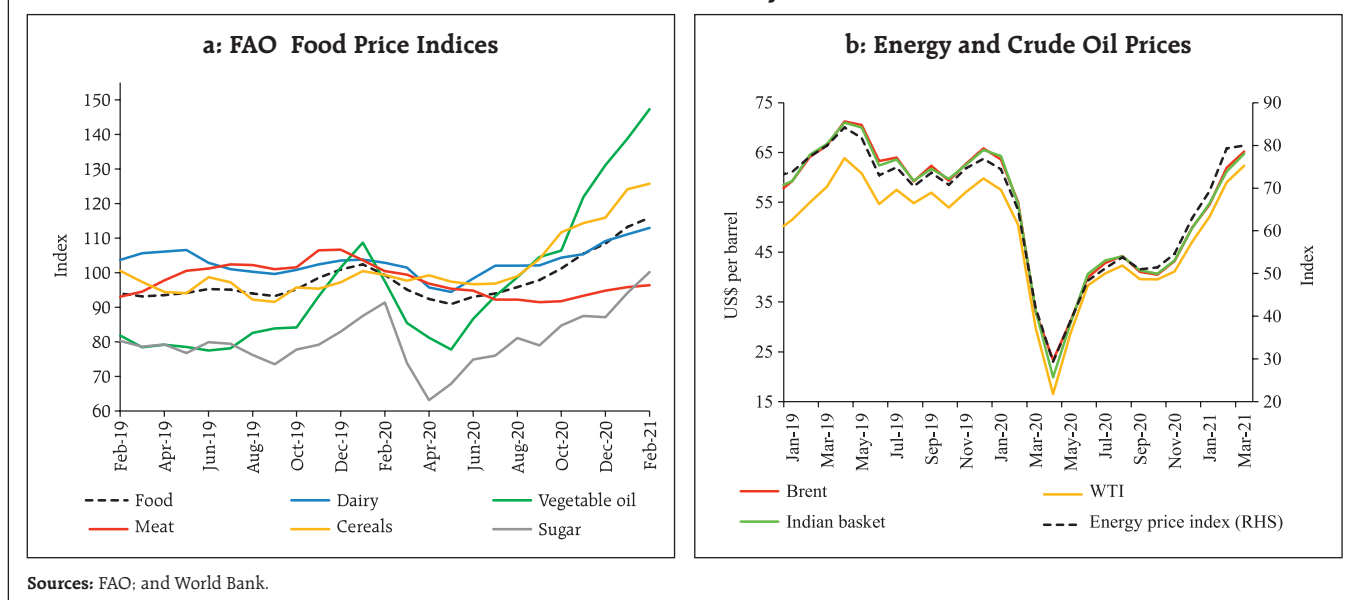 a: FAO  Food Price Indices
Index
150
140
130
120
110
100
90
80
70
60
Feb-19
Apr-19
Jun-19
Aug-19
Oct-19
Dec-19
Feb-20
Apr-20
Jun-20
Aug-20
Oct-20
Dec-20
Feb-21
Food
Dairy
Vegetable oil
Meat
Cereals
Sugar
b: Energy and Crude Oil Prices
US$ per barrel
75
65
55
45
35
25
15
90
80
70
60
50
40
30
20
Index
Jan-19
Mar-19
May-19
Jul-19
Sep-19
Nov-19
Jan-20
Mar-20
May-20
Jul-20
Sep-20
Nov-20
Jan-21
Mar-21
Brent
WTI
Indian basket
Energy price index (RHS)
Sources: FAO; and World Bank.